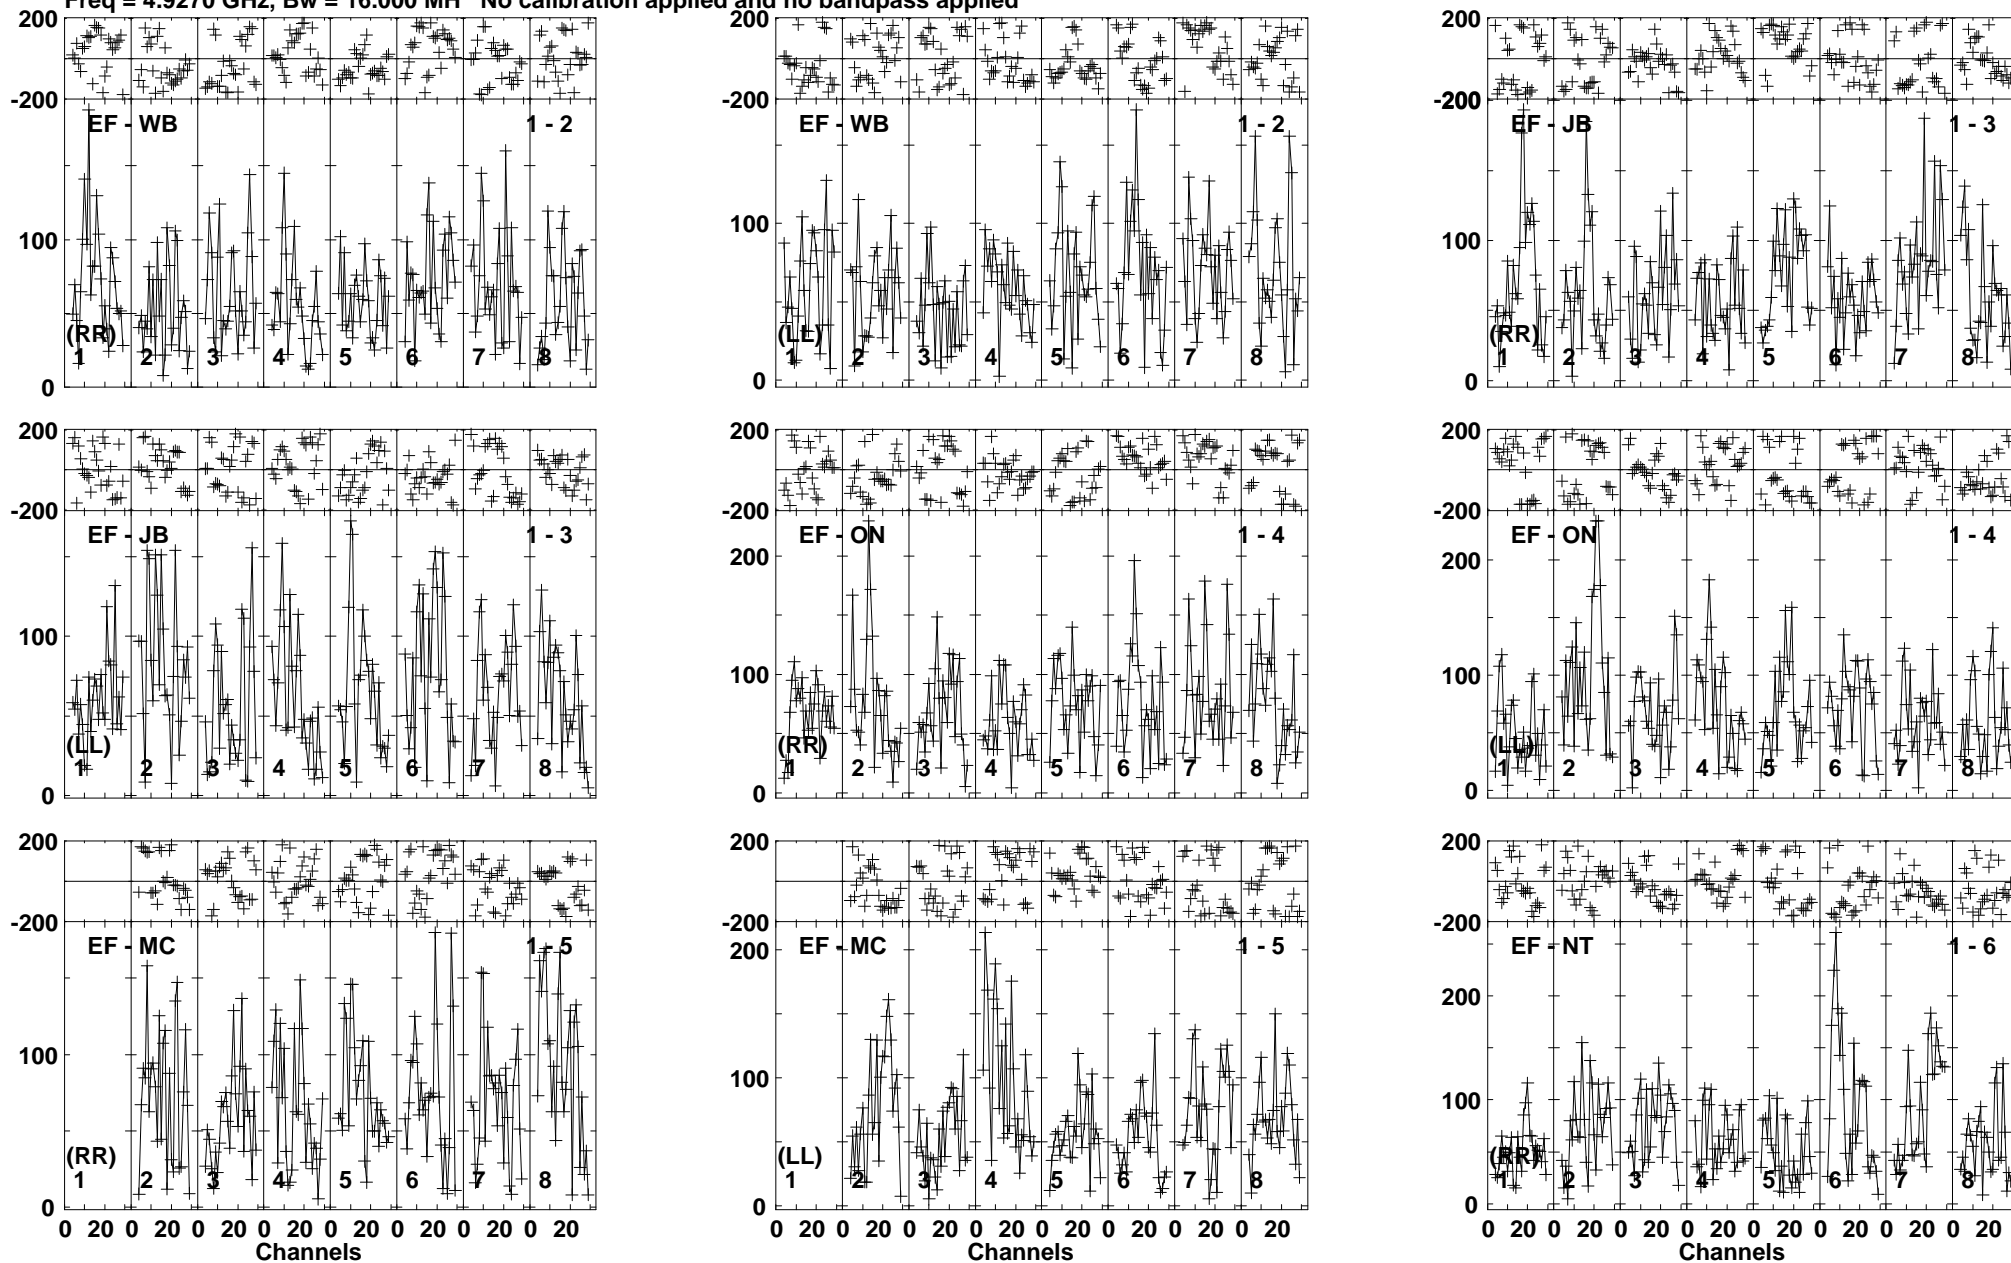 Freq = 4.9270 GHz, Bw = 16.000 MH No calibration applied and no bandpass applied
200 200 200
-200 -200 -200
EF - WB 1 - 2 EF - WB 1 - 2 EF - JB 1 - 3
100 100 100
(RR) (LL) (RR)
1 2 3 4 5 6 7 8 1 2 3 4 5 6 7 8 1 2 3 4 5 6 7 8
0 0 0
200 200 200
-200 -200 -200
EF - JB 1 - 3 EF - ON 1 - 4 EF - ON 1 - 4
200 200
100 100 100
(LL) (RR) (LL)
1 2 3 4 5 6 7 8 1 2 3 4 5 6 7 8 1 2 3 4 5 6 7 8
0 0 0
200 200 200
-200 -200 -200
EF - MC 1 - 5 EF - MC 1 - 5 EF - NT 1 - 6
200 200
100 100 100
(RR) (LL) (RR)
1 2 3 4 5 6 7 8 1 2 3 4 5 6 7 8 1 2 3 4 5 6 7 8
0 0 0
0 20 0 20 0 20 0 20 0 20 0 20 0 20 0 20 0 20 0 20 0 20 0 20 0 20 0 20 0 20 0 20 0 20 0 20 0 20 0 20 0 20 0 20 0 20 0 20
Channels Channels Channels